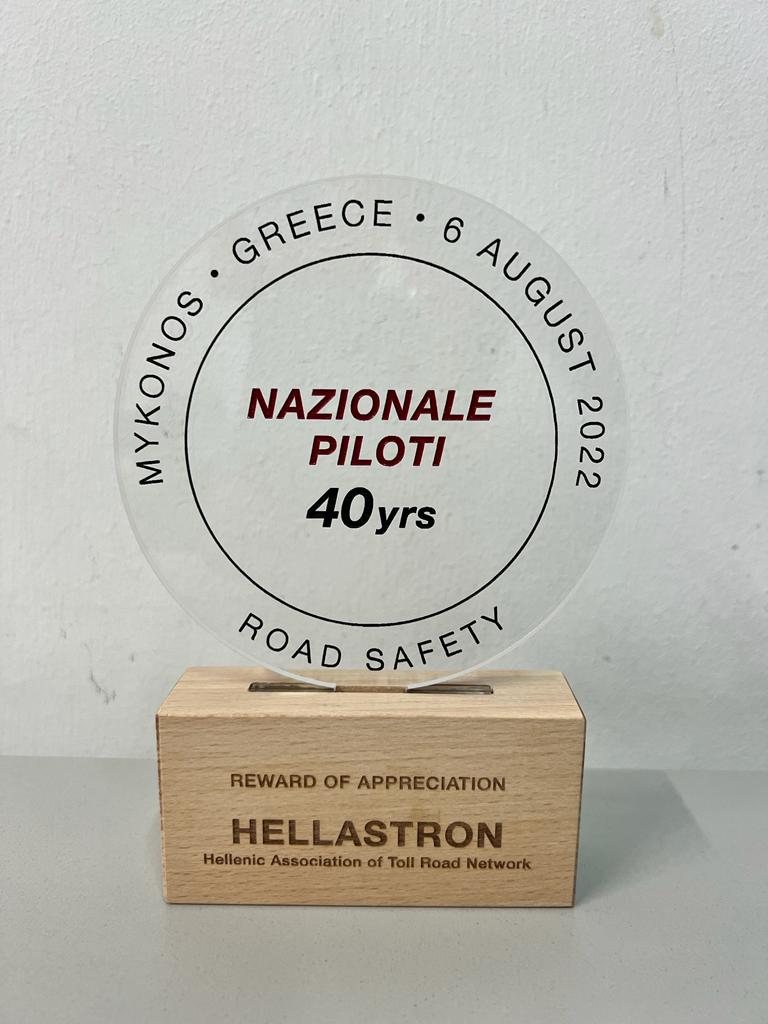 MYKONOS • GREECE • 6 AUGUST 2022
NAZIONALE
PILOTI
40yrs
ROAD SAFETY
REWARD OF APPRECIATION
HELLASTRON
Hellenic Association of Toll Road Network